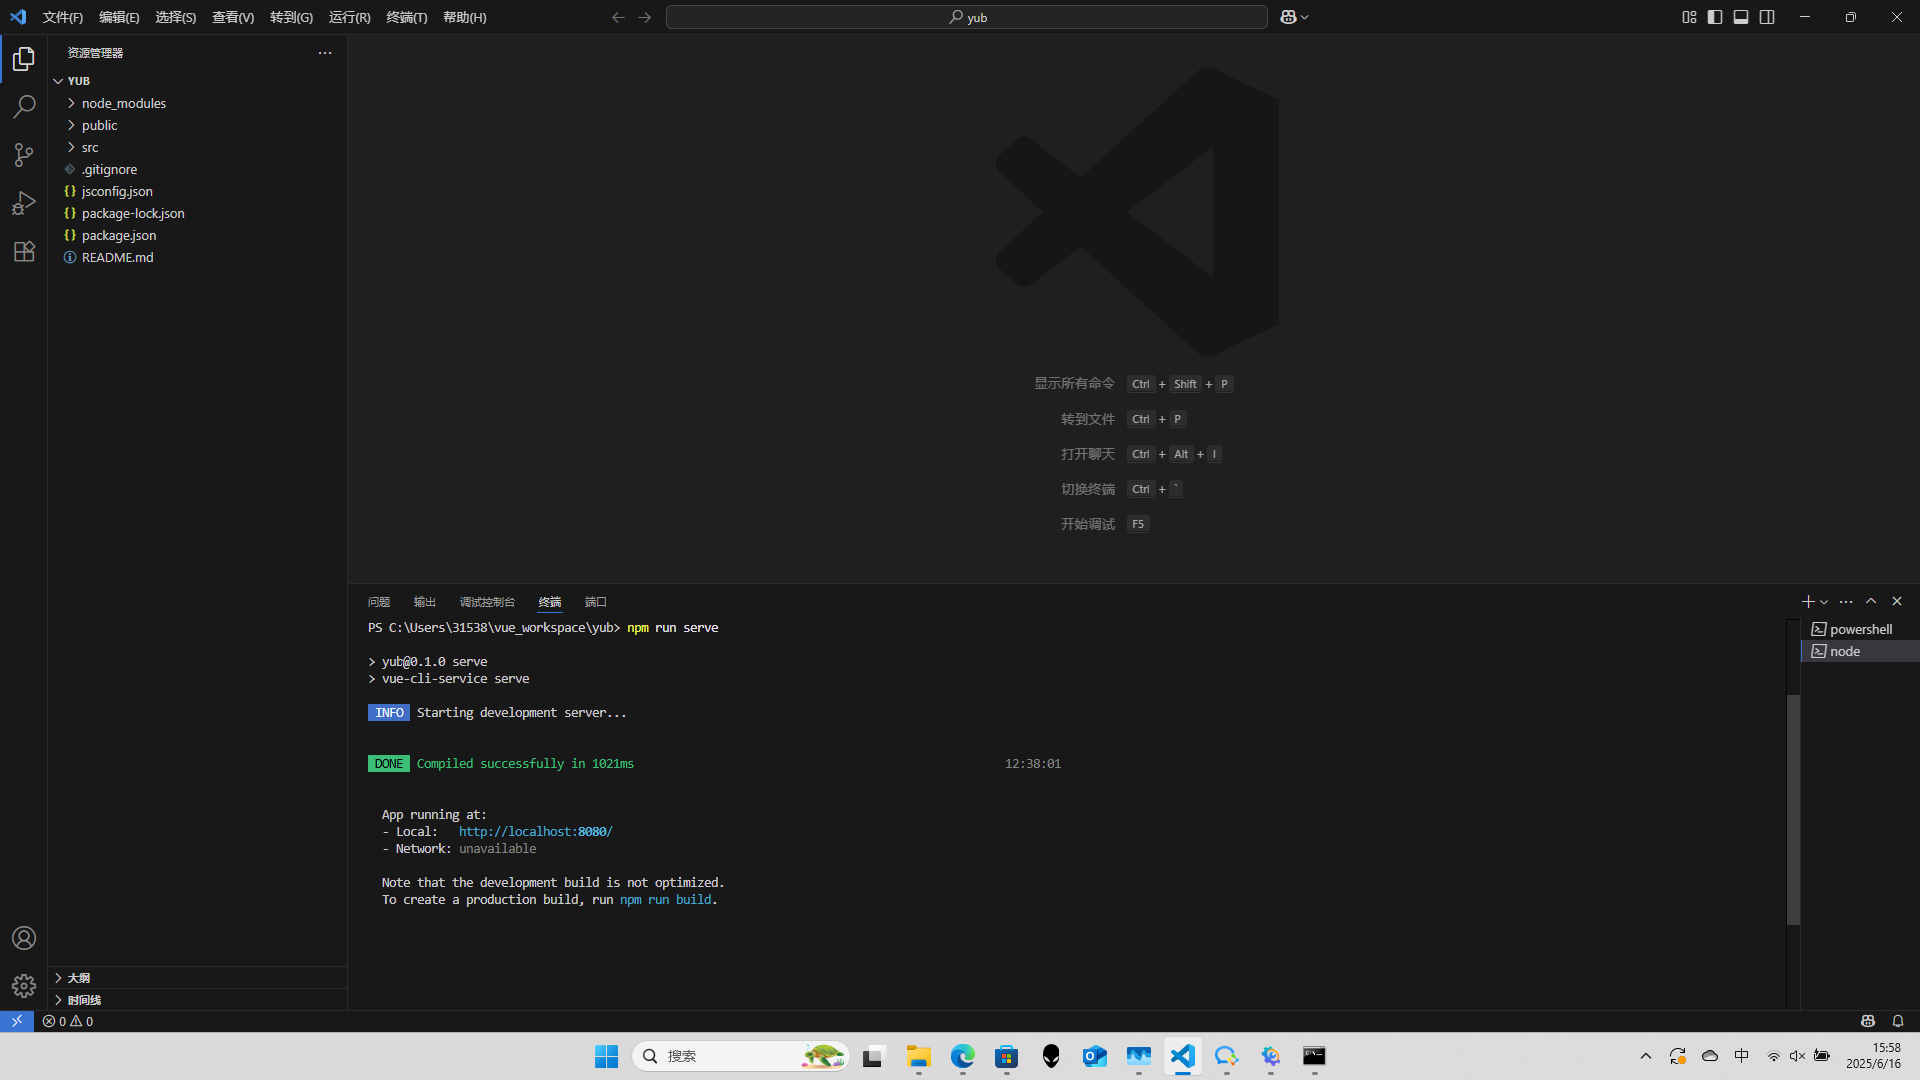 文件(F) 编辑(E) 选择(S) 查看(V) 转到(G) 运行(R) 终端(T) 帮助(H)
yub
资源管理器
YUB
node_modules
public
src
.gitignore
jsconfig.json
package-lock.json
package.json
README.md
大纲
时间线
显示所有命令 Ctrl + Shift + P
转到文件 Ctrl + P
打开聊天 Ctrl + Alt + I
切换终端 Ctrl + `
开始调试 F5
问题 输出 调试控制台 终端 端口
PS C:\Users\31538\vue_workspace\yub> npm run serve
> yub@0.1.0 serve
> vue-cli-service serve
INFO Starting development server...
DONE Compiled successfully in 1021ms 12:38:01
App running at:
- Local: http://localhost:8080/
- Network: unavailable
Note that the development build is not optimized.
To create a production build, run npm run build.
powershell
node
0 0
搜索
中
15:58
2025/6/16